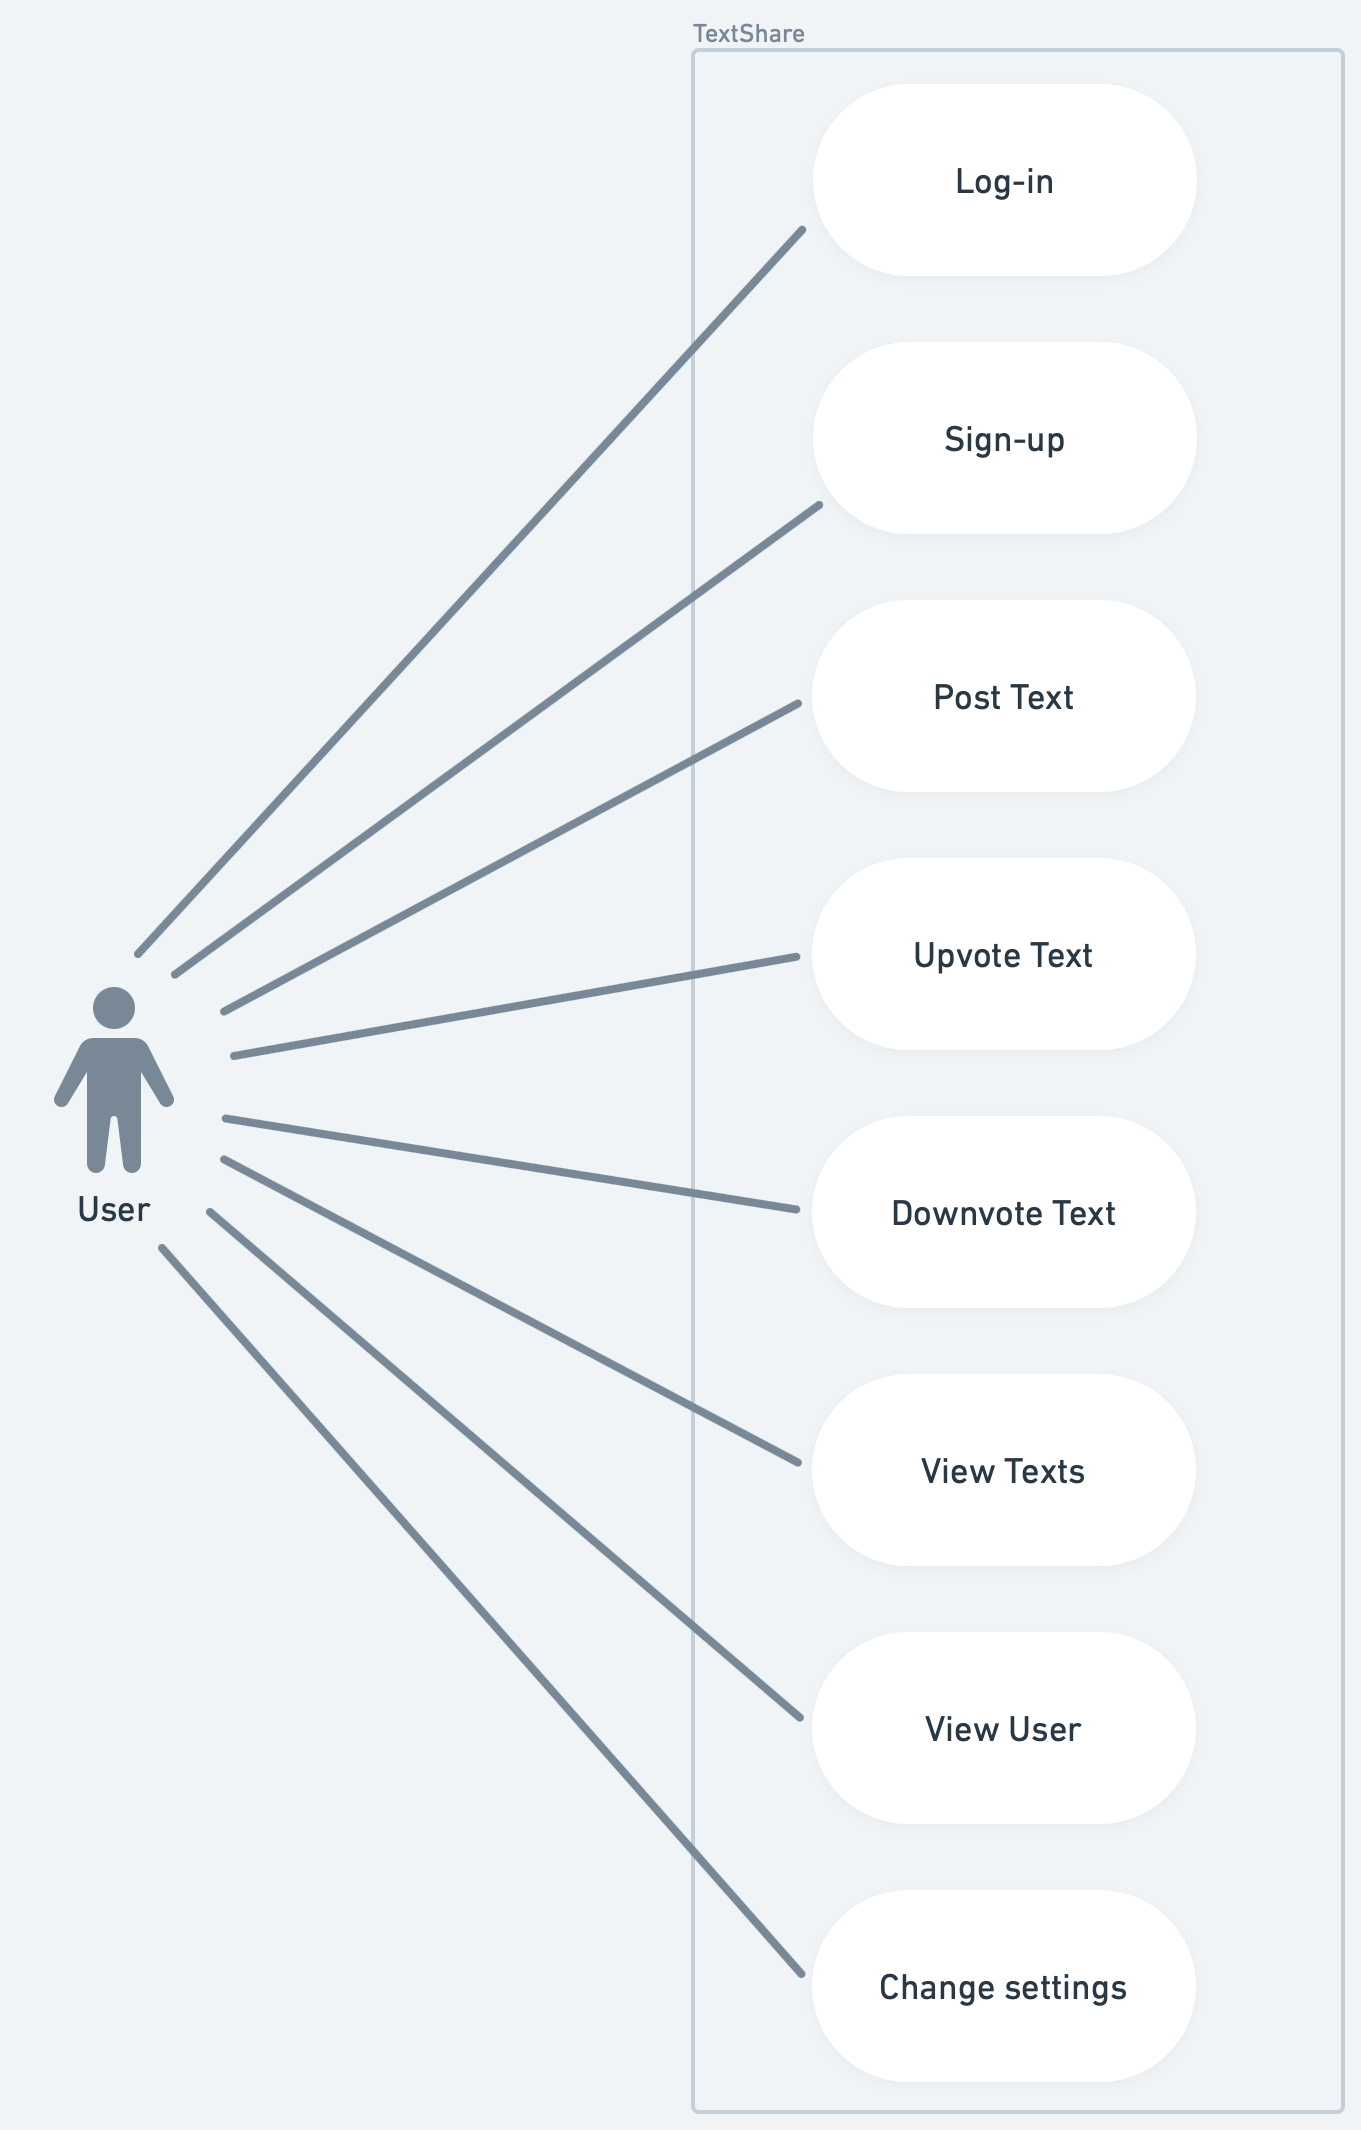 TextShare
Log-in
Sign-up
Post Text
Upvote Text
Downvote Text
User
View Texts
View User
Change settings